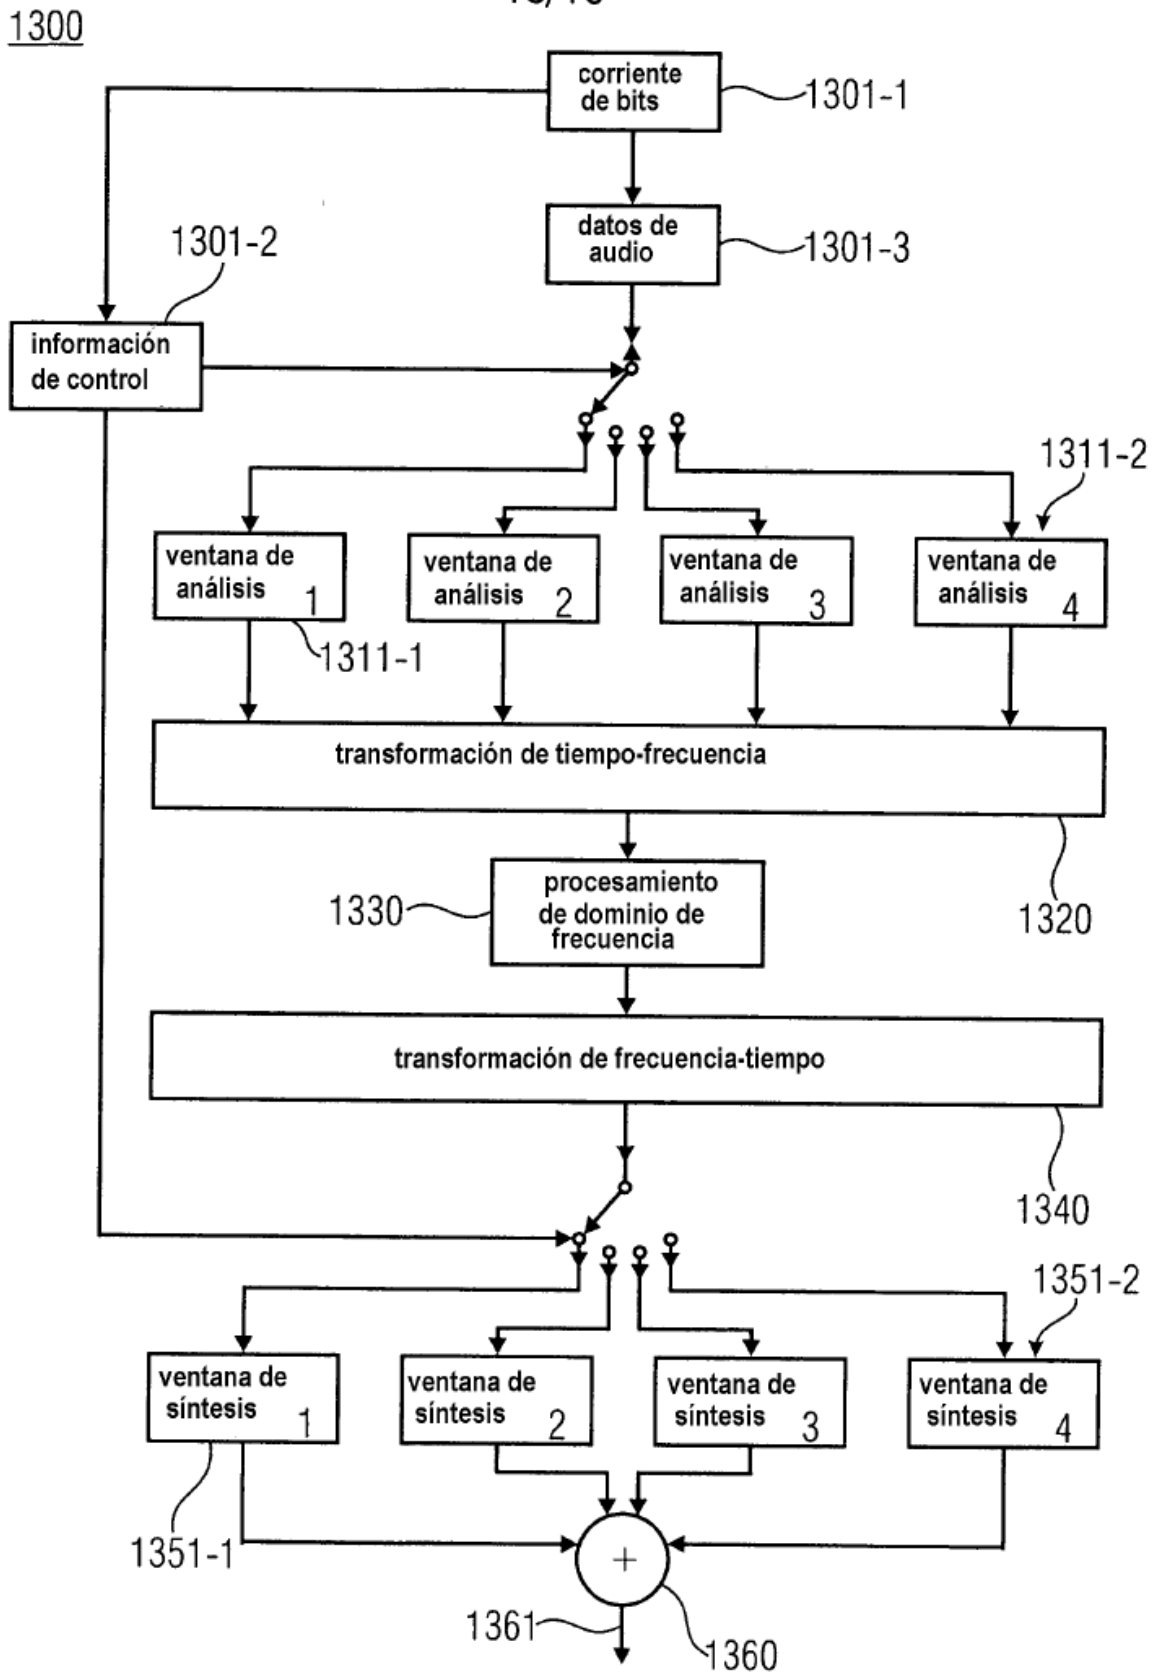 1300
corriente
de bits
1301-1
datos de
audio
1301-3
1301-2
información
de control
1311-2
ventana de
análisis 1
ventana de
análisis 2
ventana de
análisis 3
ventana de
análisis 4
1311-1
transformación de tiempo-frecuencia
1320
procesamiento
de dominio de
frecuencia
1330
transformación de frecuencia-tiempo
1340
1351-2
ventana de
síntesis 1
ventana de
síntesis 2
ventana de
síntesis 3
ventana de
síntesis 4
1351-1
+
1361
1360